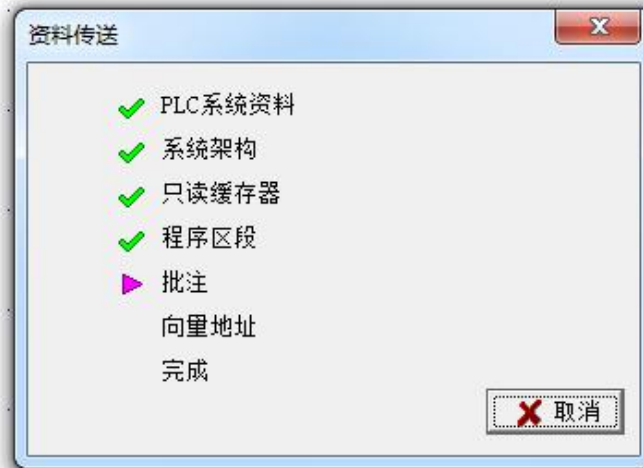 资料传送
PLC系统资料
系统架构
只读缓存器
程序区段
批注
向量地址
完成
取消